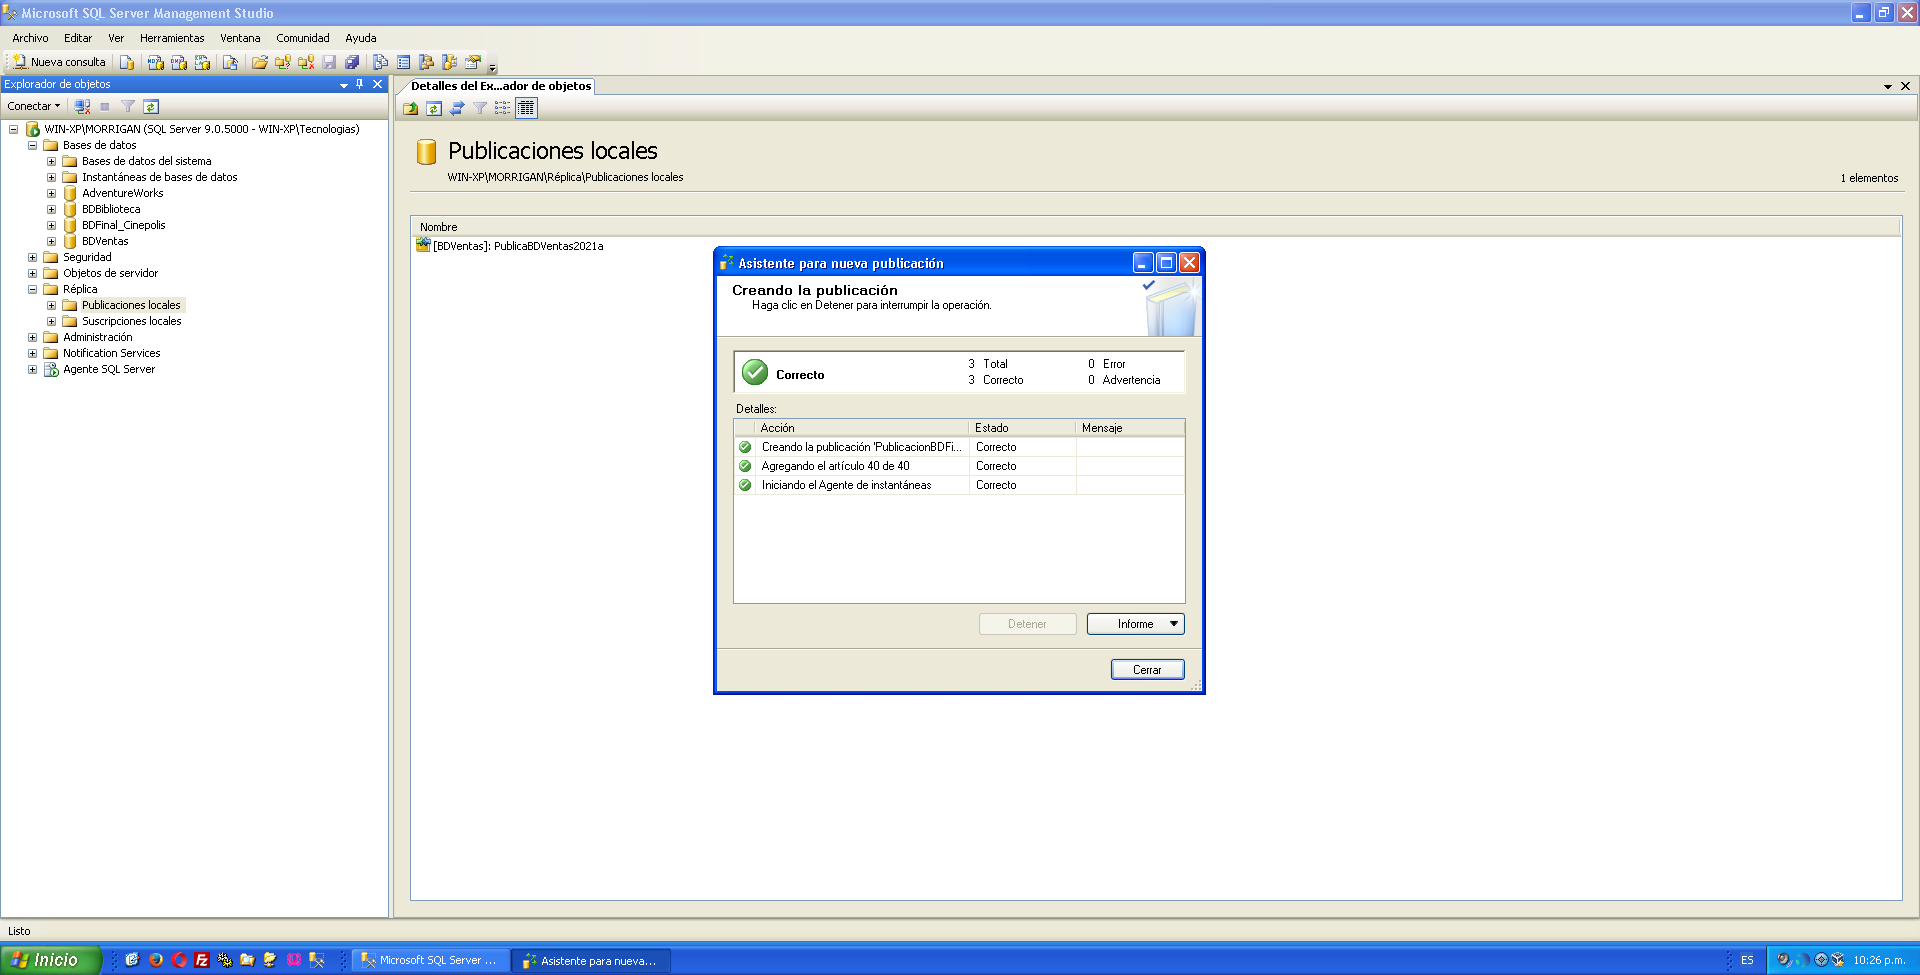 Microsoft SQL Server Management Studio
Archivo Editar Ver Herramientas Ventana Comunidad Ayuda
Nueva consulta
Explorador de objetos
Conectar
WIN-XP\MORRIGAN (SQL Server 9.0.5000 - WIN-XP\Tecnologias)
Bases de datos
Bases de datos del sistema
Instantáneas de bases de datos
AdventureWorks
BDBiblioteca
BDFinal_Cinepolis
BDVentas
Seguridad
Objetos de servidor
Réplica
Publicaciones locales
Suscripciones locales
Administración
Notification Services
Agente SQL Server
Detalles del Ex...ador de objetos
Publicaciones locales
WIN-XP\MORRIGAN\Réplica\Publicaciones locales
1 elementos
Nombre
[BDVentas]: PublicaBDVentas2021a
Asistente para nueva publicación
Creando la publicación
Haga clic en Detener para interrumpir la operación.
Correcto
3 Total 0 Error
3 Correcto 0 Advertencia
Detalles:
Acción Estado Mensaje
Creando la publicación 'PublicacionBDFi... Correcto
Agregando el artículo 40 de 40 Correcto
Iniciando el Agente de instantáneas Correcto
Detener Informe
Cerrar
Listo
Inicio Microsoft SQL Server ... Asistente para nueva... ES 10:26 p.m.